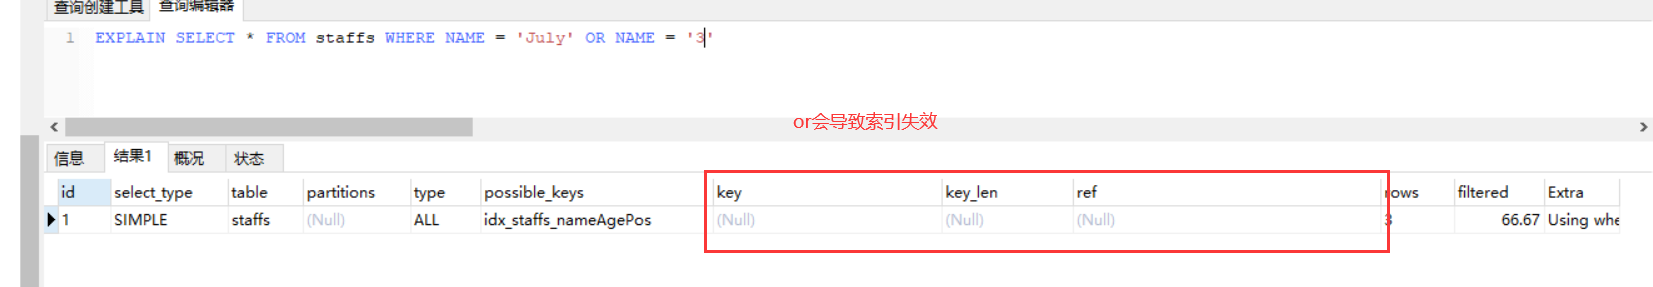 查询创建工具 查询编辑器
1 EXPLAIN SELECT * FROM staffs WHERE NAME = 'July' OR NAME = '3'
or会导致索引失效
信息 结果1 概况 状态
id select_type table partitions type possible_keys key key_len ref rows filtered Extra
1 SIMPLE staffs (Null) ALL idx_staffs_nameAgePos (Null) (Null) (Null) 3 66.67 Using whe